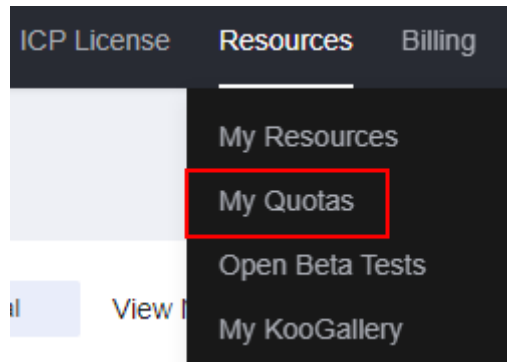 ICP License Resources Billing
My Resources
My Quotas
Open Beta Tests
View
My KooGallery